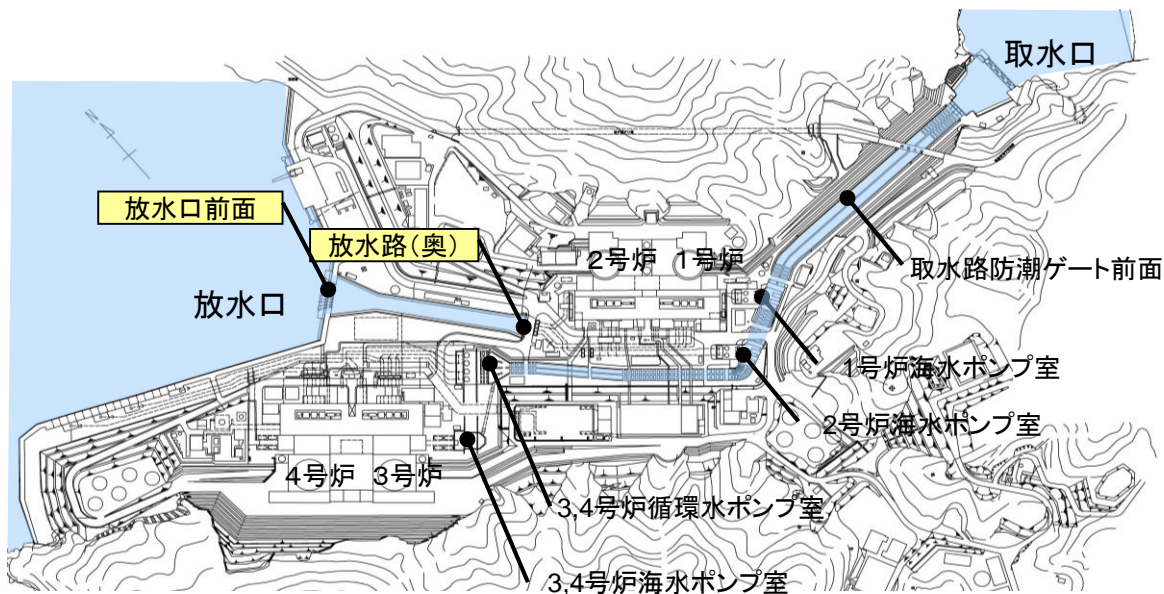 取水口
N
放水口前面
放水路(奥)
2号炉
1号炉
取水路防潮ゲート前面
放水口
1号炉海水ポンプ室
2号炉海水ポンプ室
4号炉
3号炉
3,4号炉循環水ポンプ室
3,4号炉海水ポンプ室